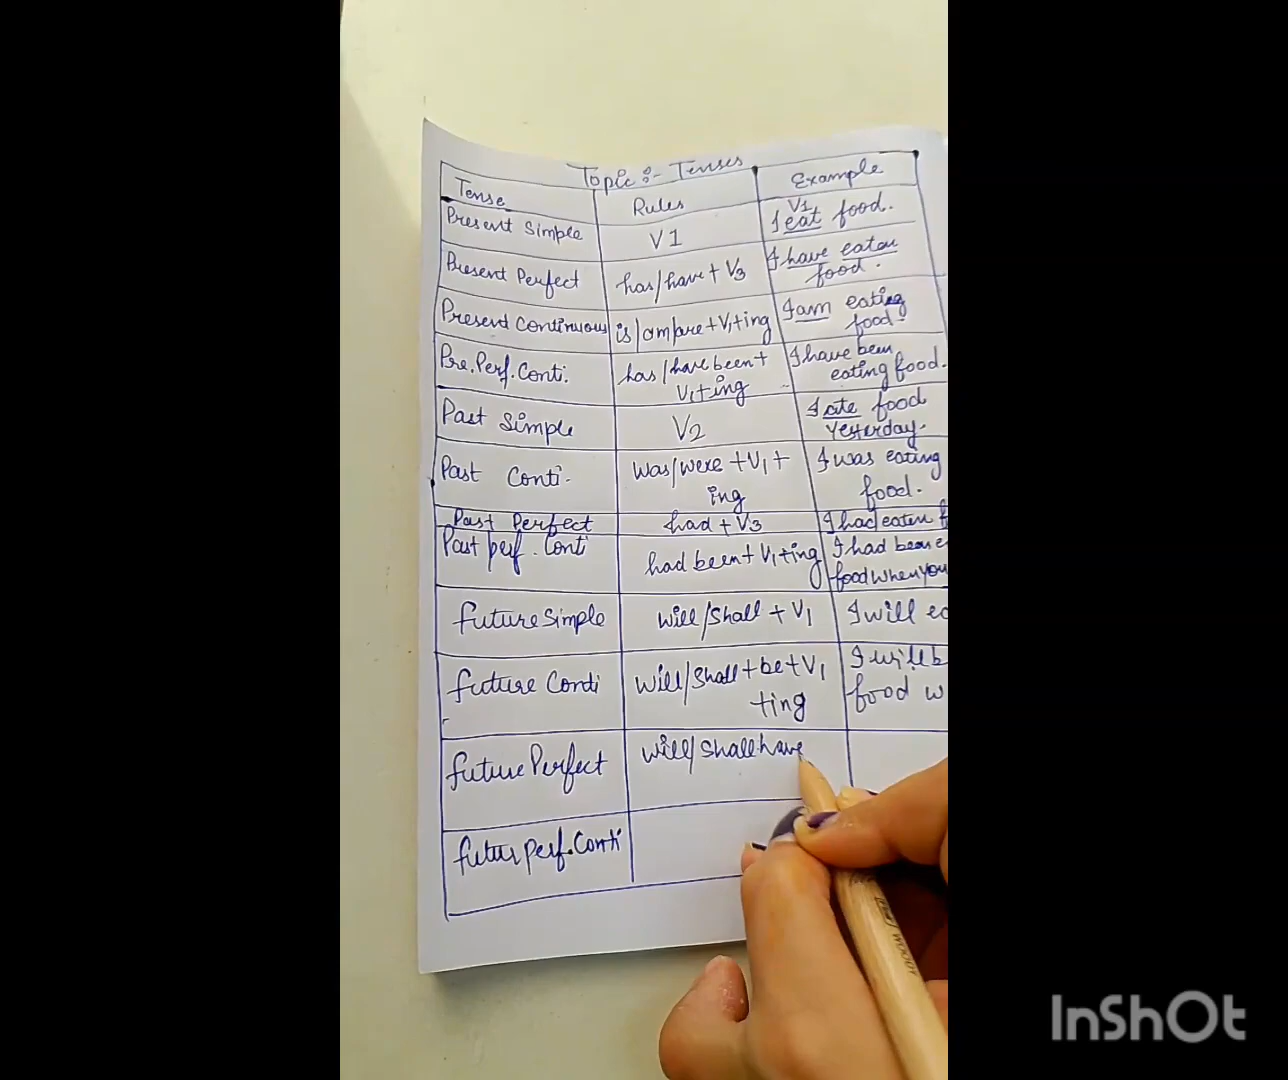 Topic :- Tenses
Tense Rules Example
Present Simple V1 V1
I eat food.
Present Perfect has/have + V3 I have eaten
food.
Present Continuous is/am/are + V1+ing I am eating
food.
Pre. Perf. Conti. has/have been + I have been
V1+ing eating food.
Past Simple V2 I ate food
Yesterday.
Past Conti. was/were + V1 + I was eating
ing food.
Past Perfect had + V3 I had eaten f
Past perf. Conti had been + V1+ing I had been e
food when you
future Simple will/Shall + V1 I will ea
future Conti will/Shall + be + V1 I will b
+ing food w
future Perfect will/Shall have
futur perf. Conti
WOODY
InShOt